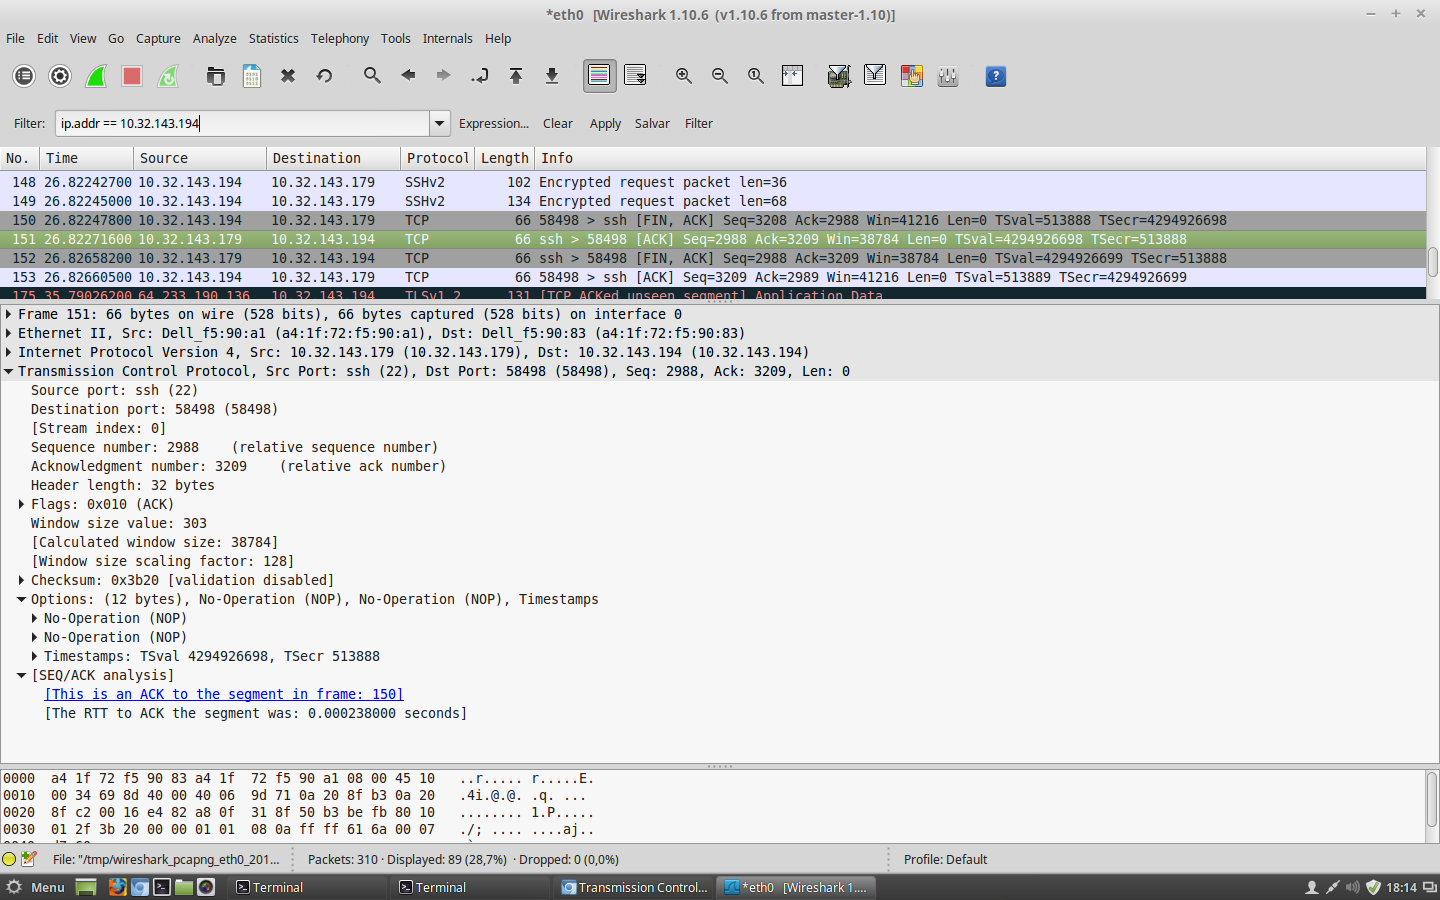 *eth0   [Wireshark 1.10.6  (v1.10.6 from master-1.10)]
File Edit View Go Capture Analyze Statistics Telephony Tools Internals Help
Filter: ip.addr == 10.32.143.194 Expression... Clear Apply Salvar Filter
No. Time Source Destination Protocol Length Info
148 26.82242700 10.32.143.194 10.32.143.179 SSHv2 102 Encrypted request packet len=36
149 26.82245000 10.32.143.194 10.32.143.179 SSHv2 134 Encrypted request packet len=68
150 26.82247800 10.32.143.194 10.32.143.179 TCP 66 58498 > ssh [FIN, ACK] Seq=3208 Ack=2988 Win=41216 Len=0 TSval=513888 TSecr=4294926698
151 26.82271600 10.32.143.179 10.32.143.194 TCP 66 ssh > 58498 [ACK] Seq=2988 Ack=3209 Win=38784 Len=0 TSval=4294926698 TSecr=513888
152 26.82658200 10.32.143.179 10.32.143.194 TCP 66 ssh > 58498 [FIN, ACK] Seq=2988 Ack=3209 Win=38784 Len=0 TSval=4294926699 TSecr=513888
153 26.82660500 10.32.143.194 10.32.143.179 TCP 66 58498 > ssh [ACK] Seq=3209 Ack=2989 Win=41216 Len=0 TSval=513889 TSecr=4294926699
175 35.79026200 64.233.190.136 10.32.143.194 TLSv1.2 131 [TCP ACKed unseen segment] Application Data
Frame 151: 66 bytes on wire (528 bits), 66 bytes captured (528 bits) on interface 0
Ethernet II, Src: Dell_f5:90:a1 (a4:1f:72:f5:90:a1), Dst: Dell_f5:90:83 (a4:1f:72:f5:90:83)
Internet Protocol Version 4, Src: 10.32.143.179 (10.32.143.179), Dst: 10.32.143.194 (10.32.143.194)
Transmission Control Protocol, Src Port: ssh (22), Dst Port: 58498 (58498), Seq: 2988, Ack: 3209, Len: 0
Source port: ssh (22)
Destination port: 58498 (58498)
[Stream index: 0]
Sequence number: 2988    (relative sequence number)
Acknowledgment number: 3209    (relative ack number)
Header length: 32 bytes
Flags: 0x010 (ACK)
Window size value: 303
[Calculated window size: 38784]
[Window size scaling factor: 128]
Checksum: 0x3b20 [validation disabled]
Options: (12 bytes), No-Operation (NOP), No-Operation (NOP), Timestamps
No-Operation (NOP)
No-Operation (NOP)
Timestamps: TSval 4294926698, TSecr 513888
[SEQ/ACK analysis]
[This is an ACK to the segment in frame: 150]
[The RTT to ACK the segment was: 0.000238000 seconds]
0000  a4 1f 72 f5 90 83 a4 1f  72 f5 90 a1 08 00 45 10   ..r..... r.....E.
0010  00 34 69 8d 40 00 40 06  9d 71 0a 20 8f b3 0a 20   .4i.@.@. .q. ... 
0020  8f c2 00 16 e4 82 a8 0f  31 8f 50 b3 be fb 80 10   ........ 1.P.....
0030  01 2f 3b 20 00 00 01 01  08 0a ff ff 61 6a 00 07   ./; .... ....aj..
File: "/tmp/wireshark_pcapng_eth0_201... Packets: 310 · Displayed: 89 (28,7%)  · Dropped: 0 (0,0%) Profile: Default
Menu Terminal Terminal Transmission Control... *eth0   [Wireshark 1.... 18:14